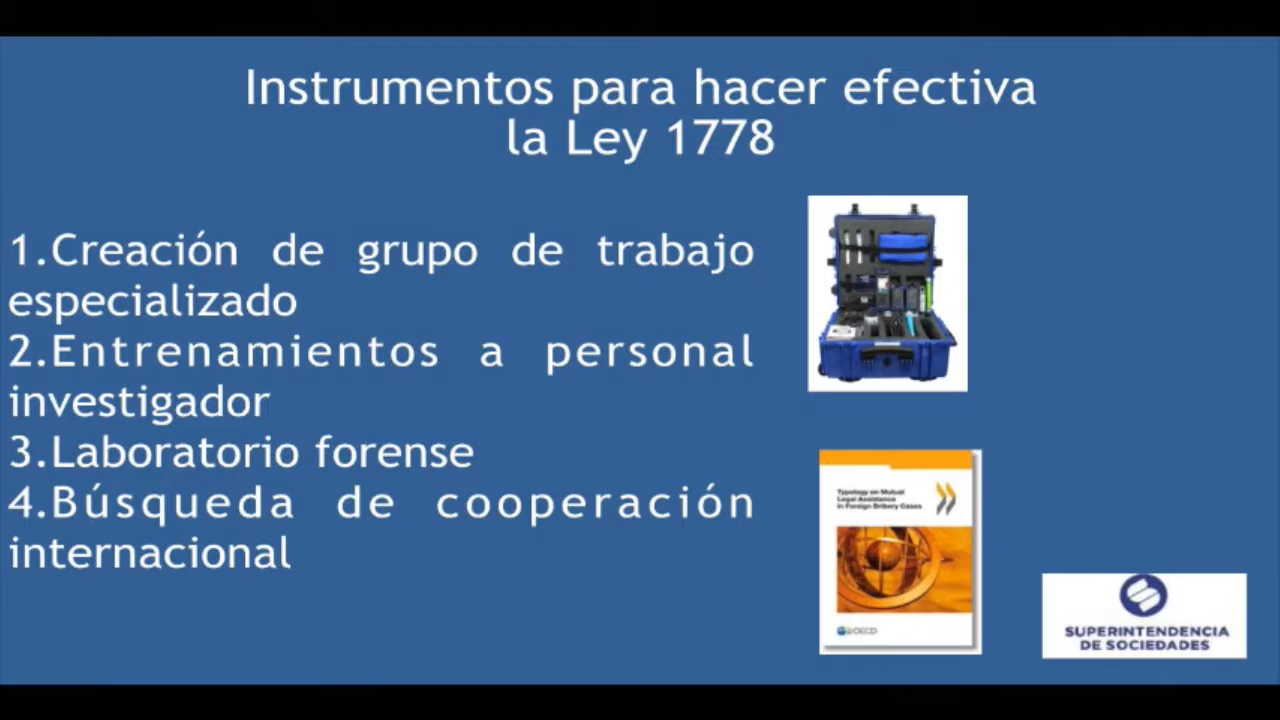 Instrumentos para hacer efectiva
la Ley 1778
1.Creación de grupo de trabajo
especializado
2.Entrenamientos a personal
investigador
3.Laboratorio forense
4.Búsqueda de cooperación
internacional
Typology on Mutual
Legal Assistance
in Foreign Bribery Cases
OECD
SUPERINTENDENCIA
DE SOCIEDADES